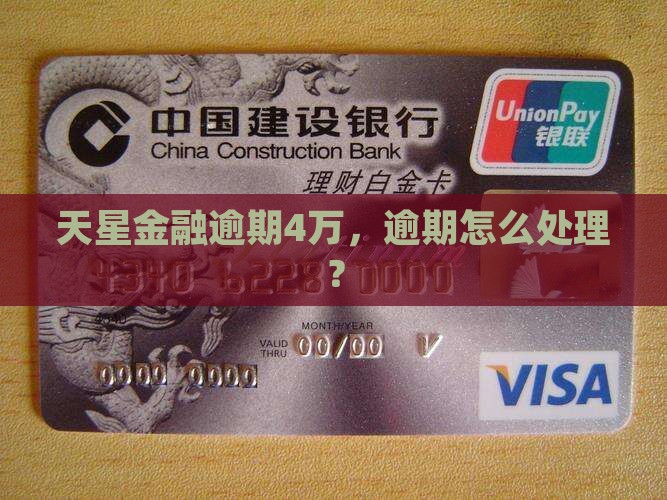 中国建设银行
China Construction Bank
UnionPay
银联
理财白金卡
天星金融逾期4万，逾期怎么处理
？
4340 6228 0000
4340
MONTH/YEAR
VALID
THRU
00/00 V
0000 0000
VISA